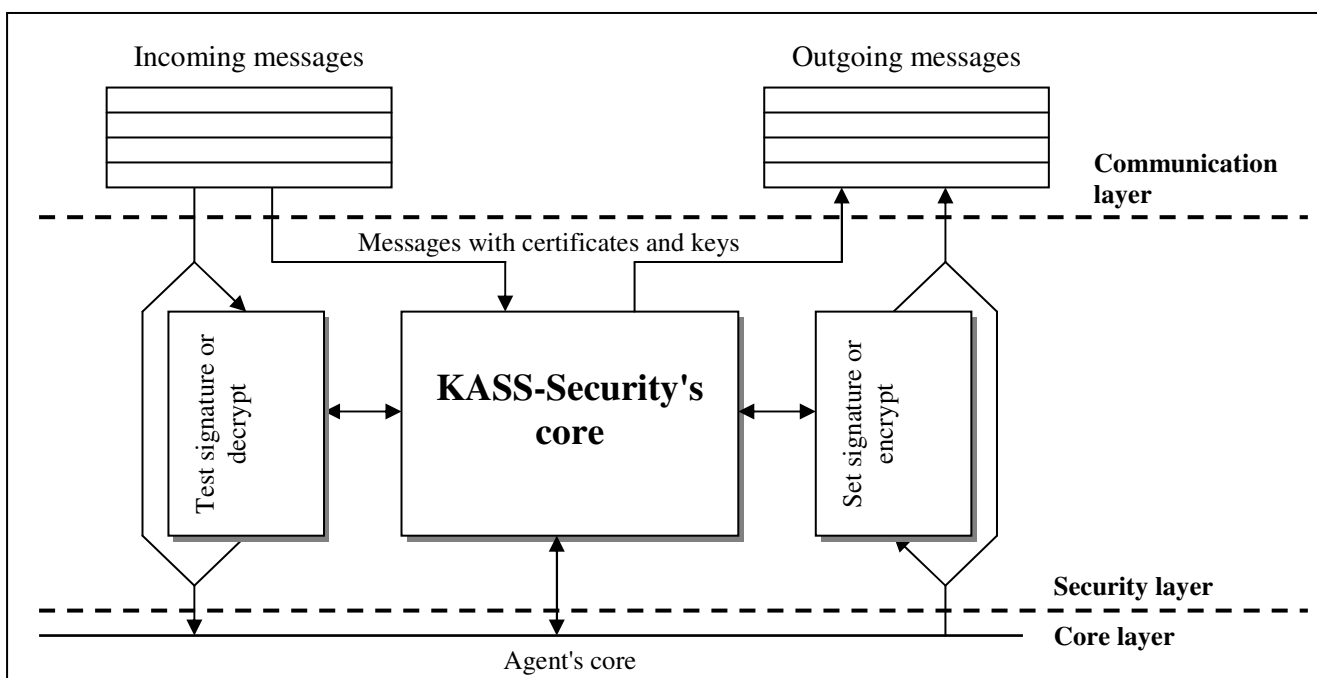 Incoming messages
Outgoing messages
Communication
layer
Messages with certificates and keys
Test signature or
decrypt
KASS-Security's
core
Set signature or
encrypt
Security layer
Core layer
Agent's core